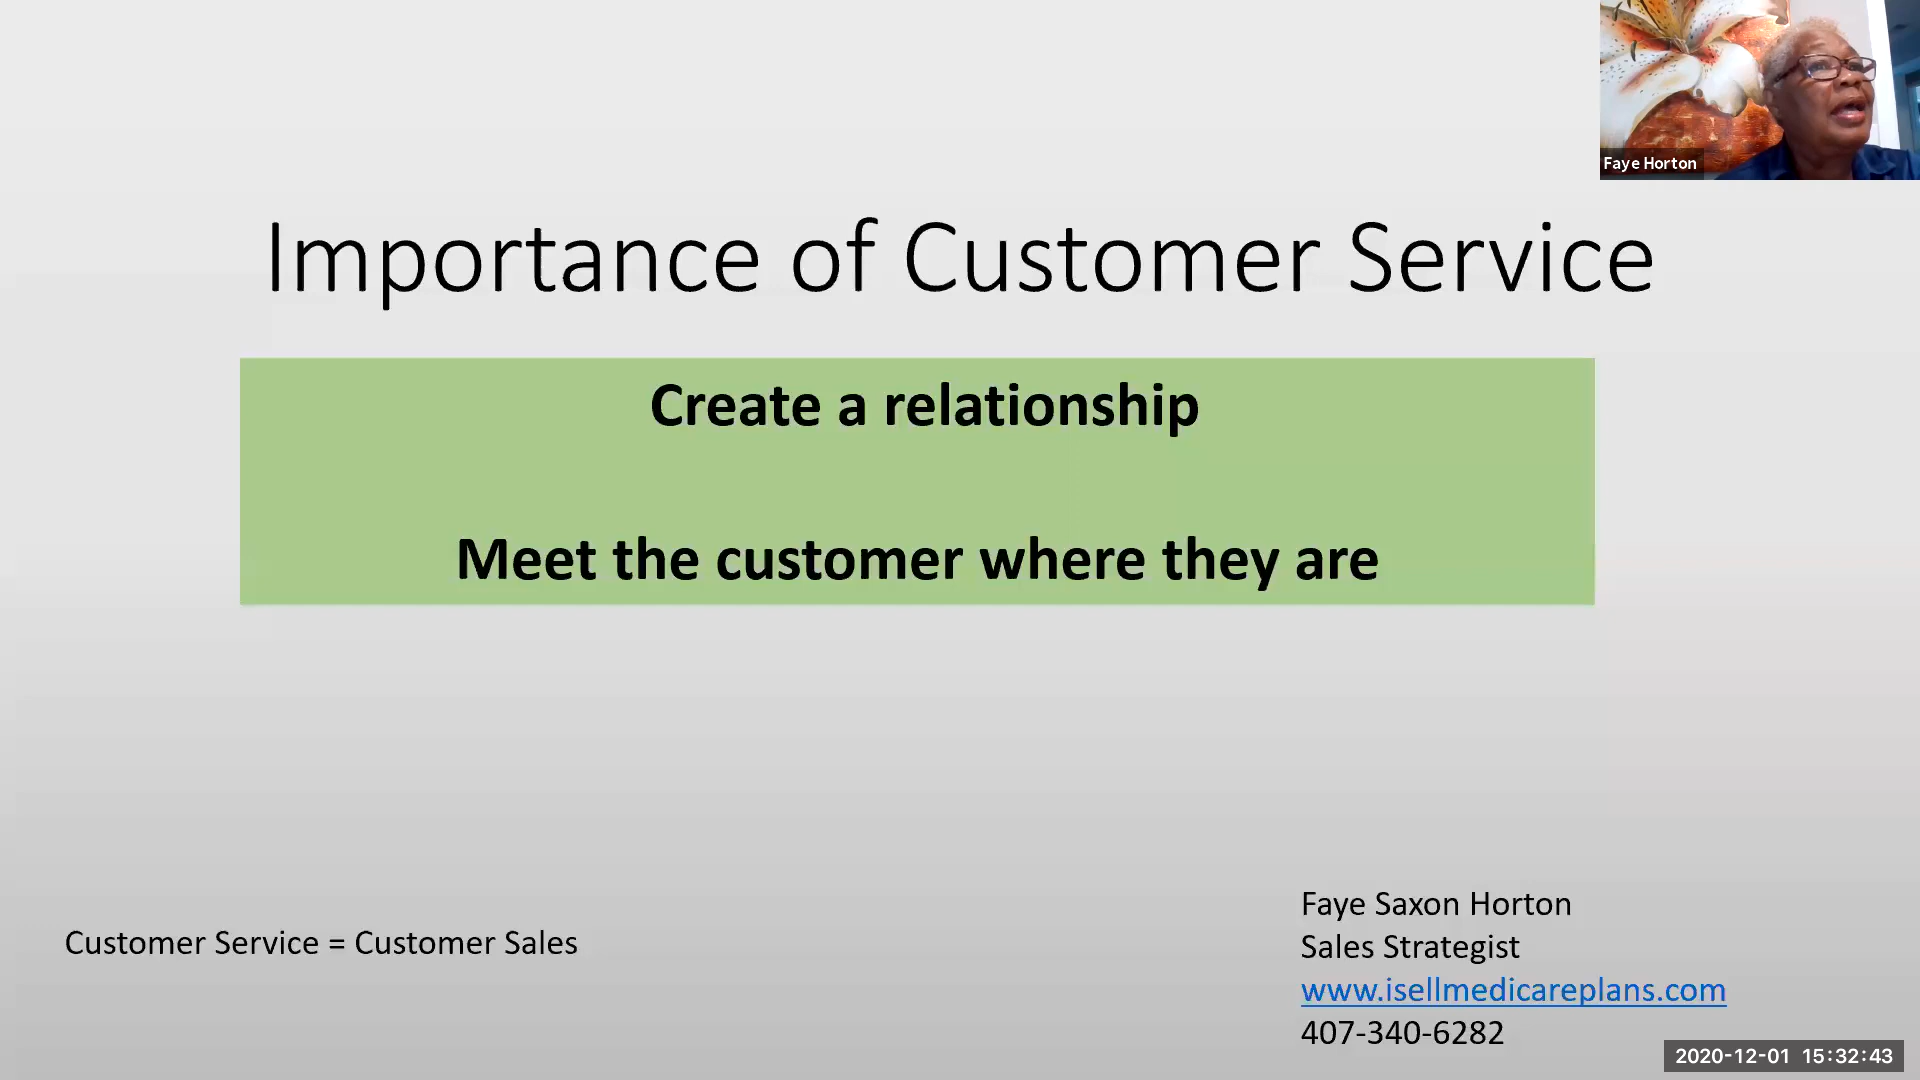 Faye Horton
Importance of Customer Service
Create a relationship
Meet the customer where they are
Customer Service = Customer Sales
Faye Saxon Horton
Sales Strategist
www.isellmedicareplans.com
407-340-6282
2020-12-01 15:32:43